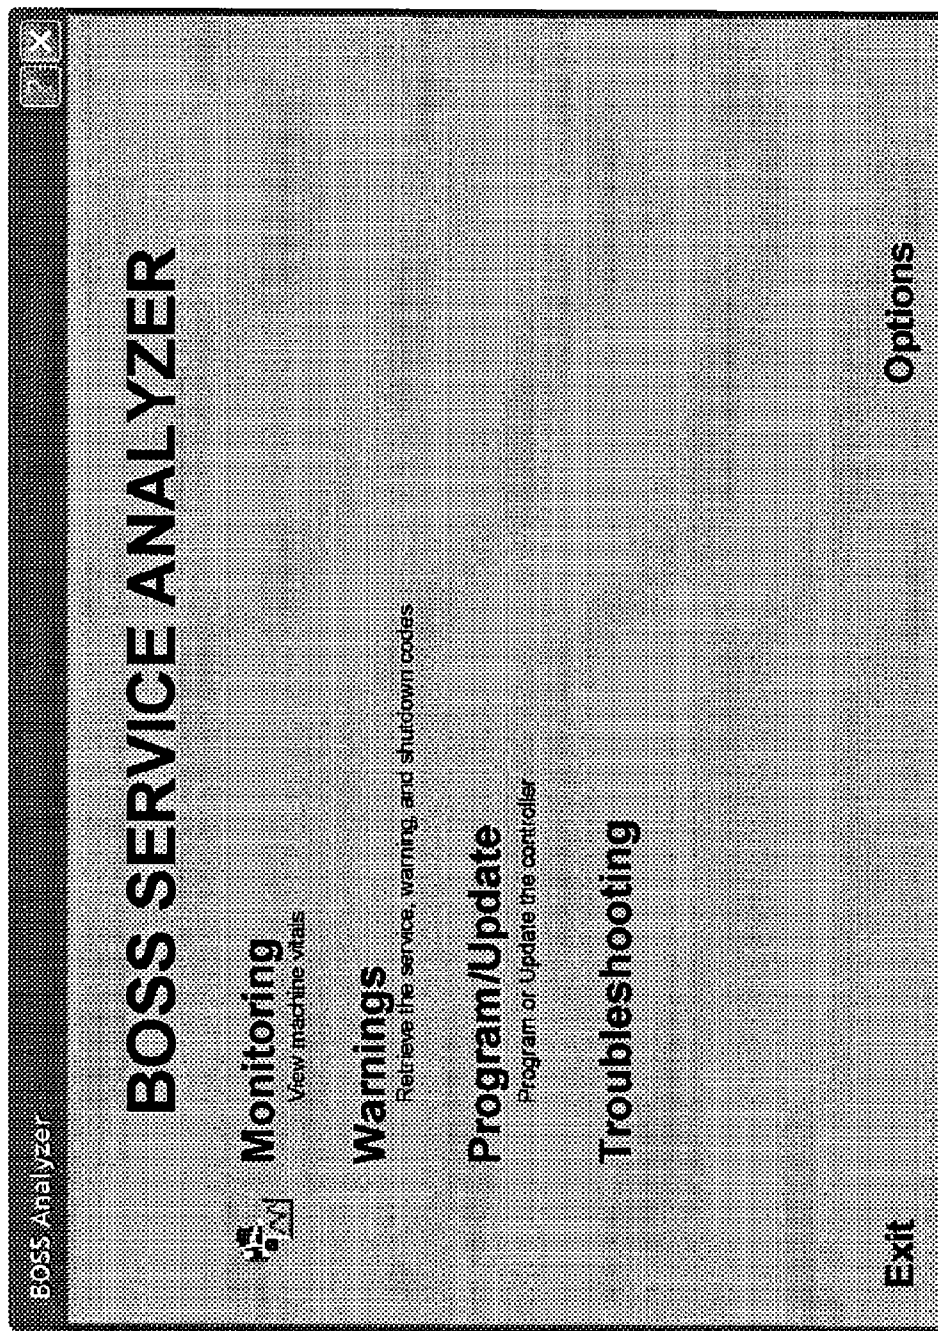 BOSS Analyzer
? X
BOSS SERVICE ANALYZER
Monitoring
View machine vitals
Warnings
Retrieve the service, warning, and shutdown codes
Program/Update
Program or Update the controller
Troubleshooting
Exit
Options